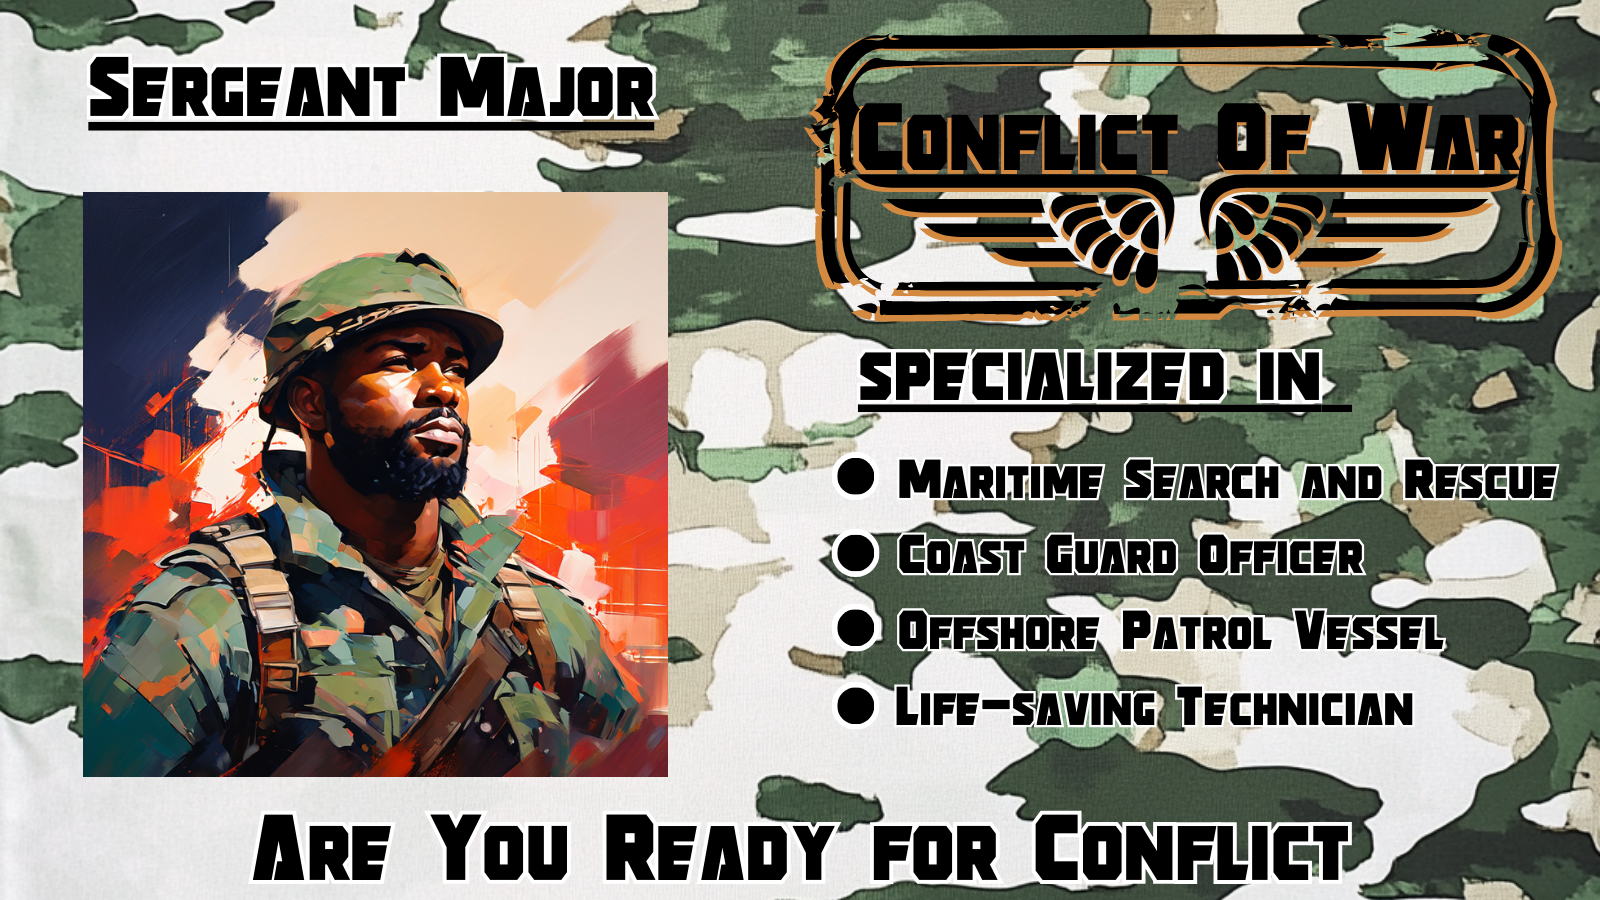 Sergeant Major
Conflict Of War
SPECIALIZED IN
Maritime Search and Rescue
Coast Guard Officer
Offshore Patrol Vessel
Life-saving Technician
Are You Ready for Conflict